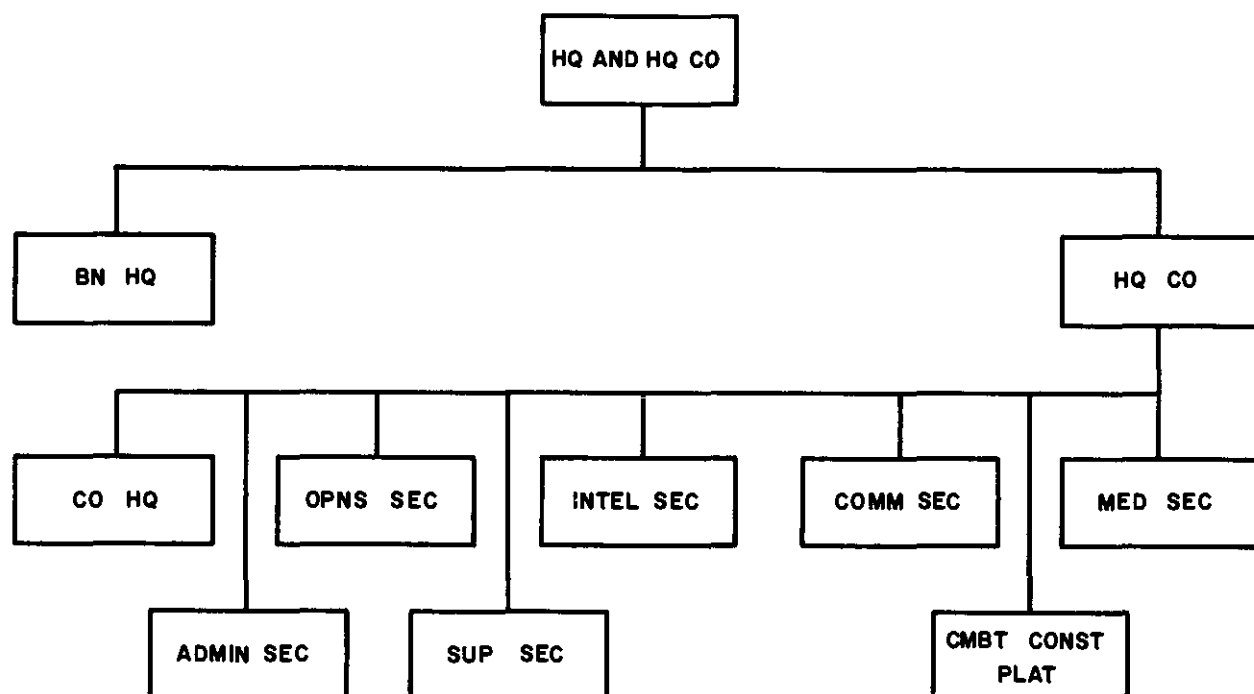 HQ AND HQ CO
BN HQ
HQ CO
CO HQ
OPNS SEC
INTEL SEC
COMM SEC
MED SEC
ADMIN SEC
SUP SEC
CMBT CONST
PLAT